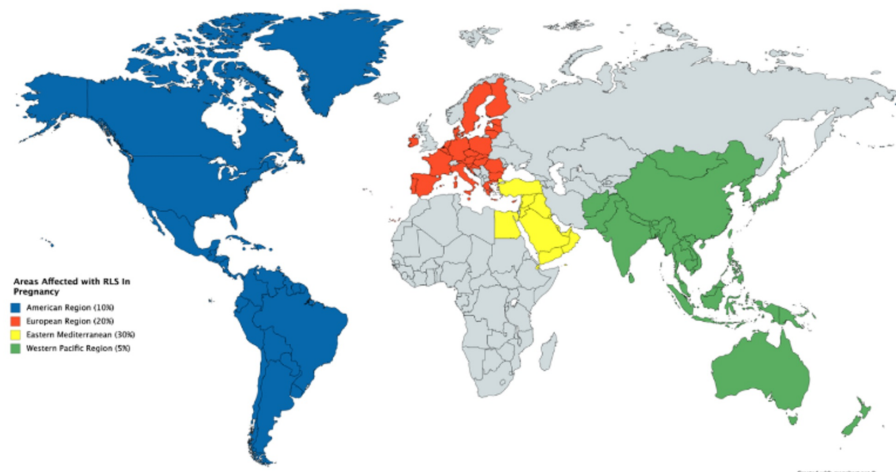 Areas Affected with RLS In
Pregnancy
American Region (10%)
European Region (20%)
Eastern Mediterranean (30%)
Western Pacific Region (5%)